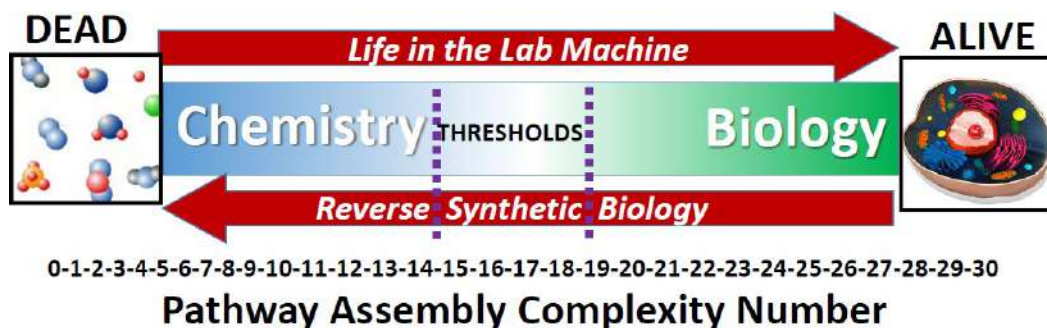 DEAD
Life in the Lab Machine
ALIVE
Chemistry THRESHOLDS Biology
Reverse Synthetic Biology
0-1-2-3-4-5-6-7-8-9-10-11-12-13-14-15-16-17-18-19-20-21-22-23-24-25-26-27-28-29-30
Pathway Assembly Complexity Number